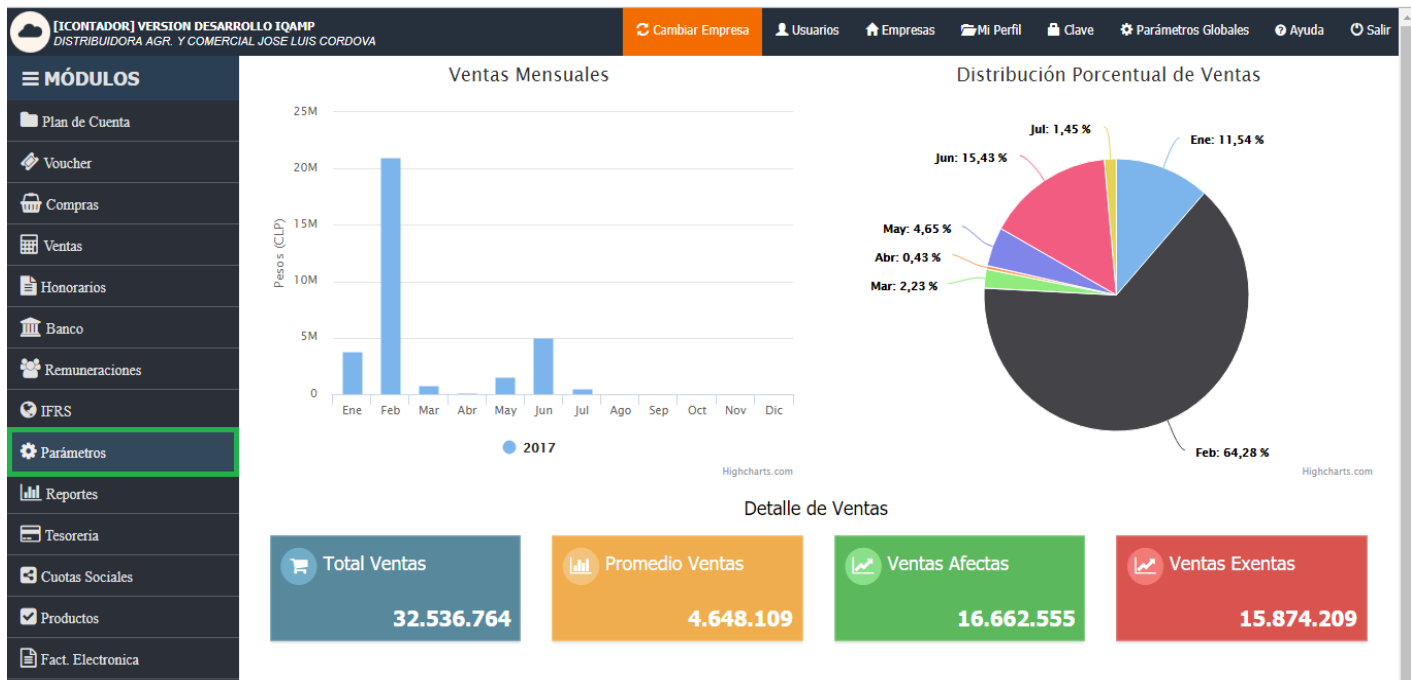 [ICONTADOR] VERSION DESARROLLO IQAMP
DISTRIBUIDORA AGR. Y COMERCIAL JOSE LUIS CORDOVA
Cambiar Empresa
Usuarios
Empresas
Mi Perfil
Clave
Parámetros Globales
Ayuda
Salir
MÓDULOS
Plan de Cuenta
Voucher
Compras
Ventas
Honorarios
Banco
Remuneraciones
IFRS
Parámetros
Reportes
Tesoreria
Cuotas Sociales
Productos
Fact. Electronica
Ventas Mensuales
25M
20M
15M
10M
5M
0
Pesos (CLP)
Ene Feb Mar Abr May Jun Jul Ago Sep Oct Nov Dic
2017
Highcharts.com
Distribución Porcentual de Ventas
Jul: 1,45 %
Ene: 11,54 %
Jun: 15,43 %
May: 4,65 %
Abr: 0,43 %
Mar: 2,23 %
Feb: 64,28 %
Highcharts.com
Detalle de Ventas
Total Ventas
32.536.764
Promedio Ventas
4.648.109
Ventas Afectas
16.662.555
Ventas Exentas
15.874.209